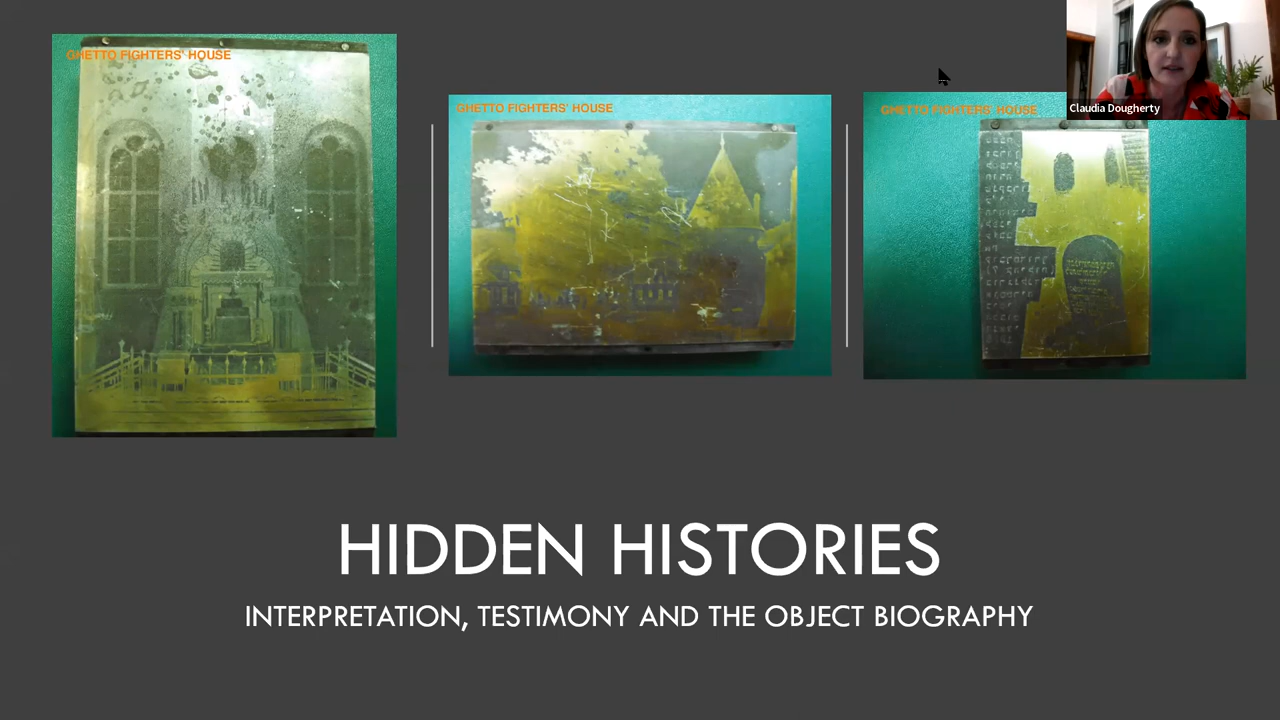 GHETTO FIGHTERS' HOUSE
GHETTO FIGHTERS' HOUSE
GHETTO FIGHTERS' HOUSE
Claudia Dougherty
HIDDEN HISTORIES
INTERPRETATION, TESTIMONY AND THE OBJECT BIOGRAPHY